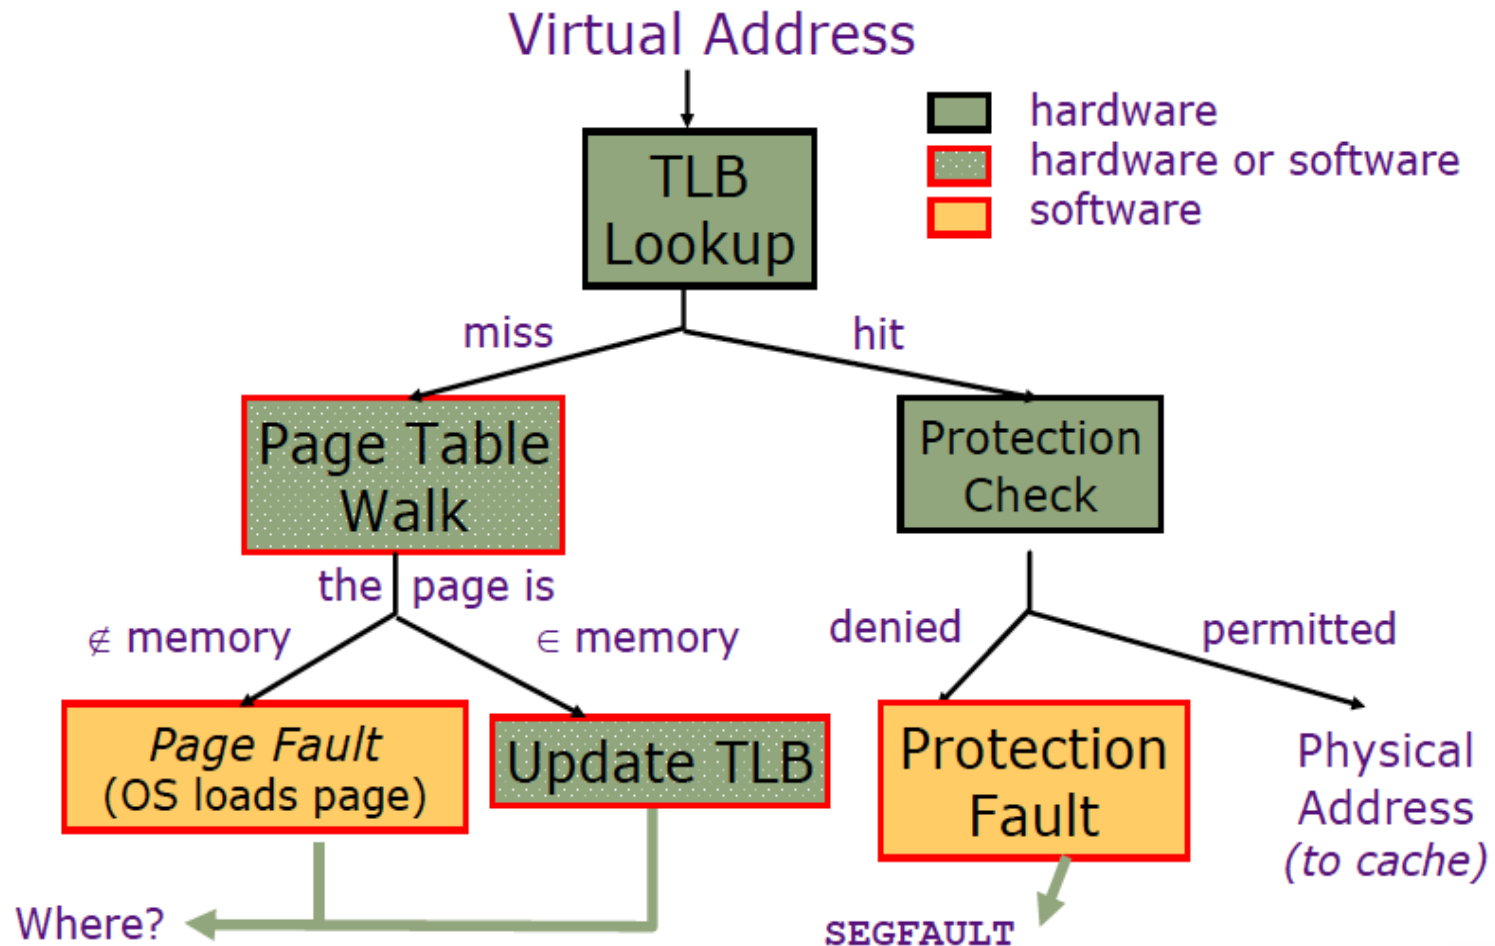 Virtual Address
hardware
hardware or software
software
TLB
Lookup
miss
hit
Page Table
Walk
Protection
Check
the page is
∉ memory
∈ memory
denied
permitted
Page Fault
(OS loads page)
Update TLB
Protection
Fault
Physical
Address
(to cache)
Where?
SEGFAULT